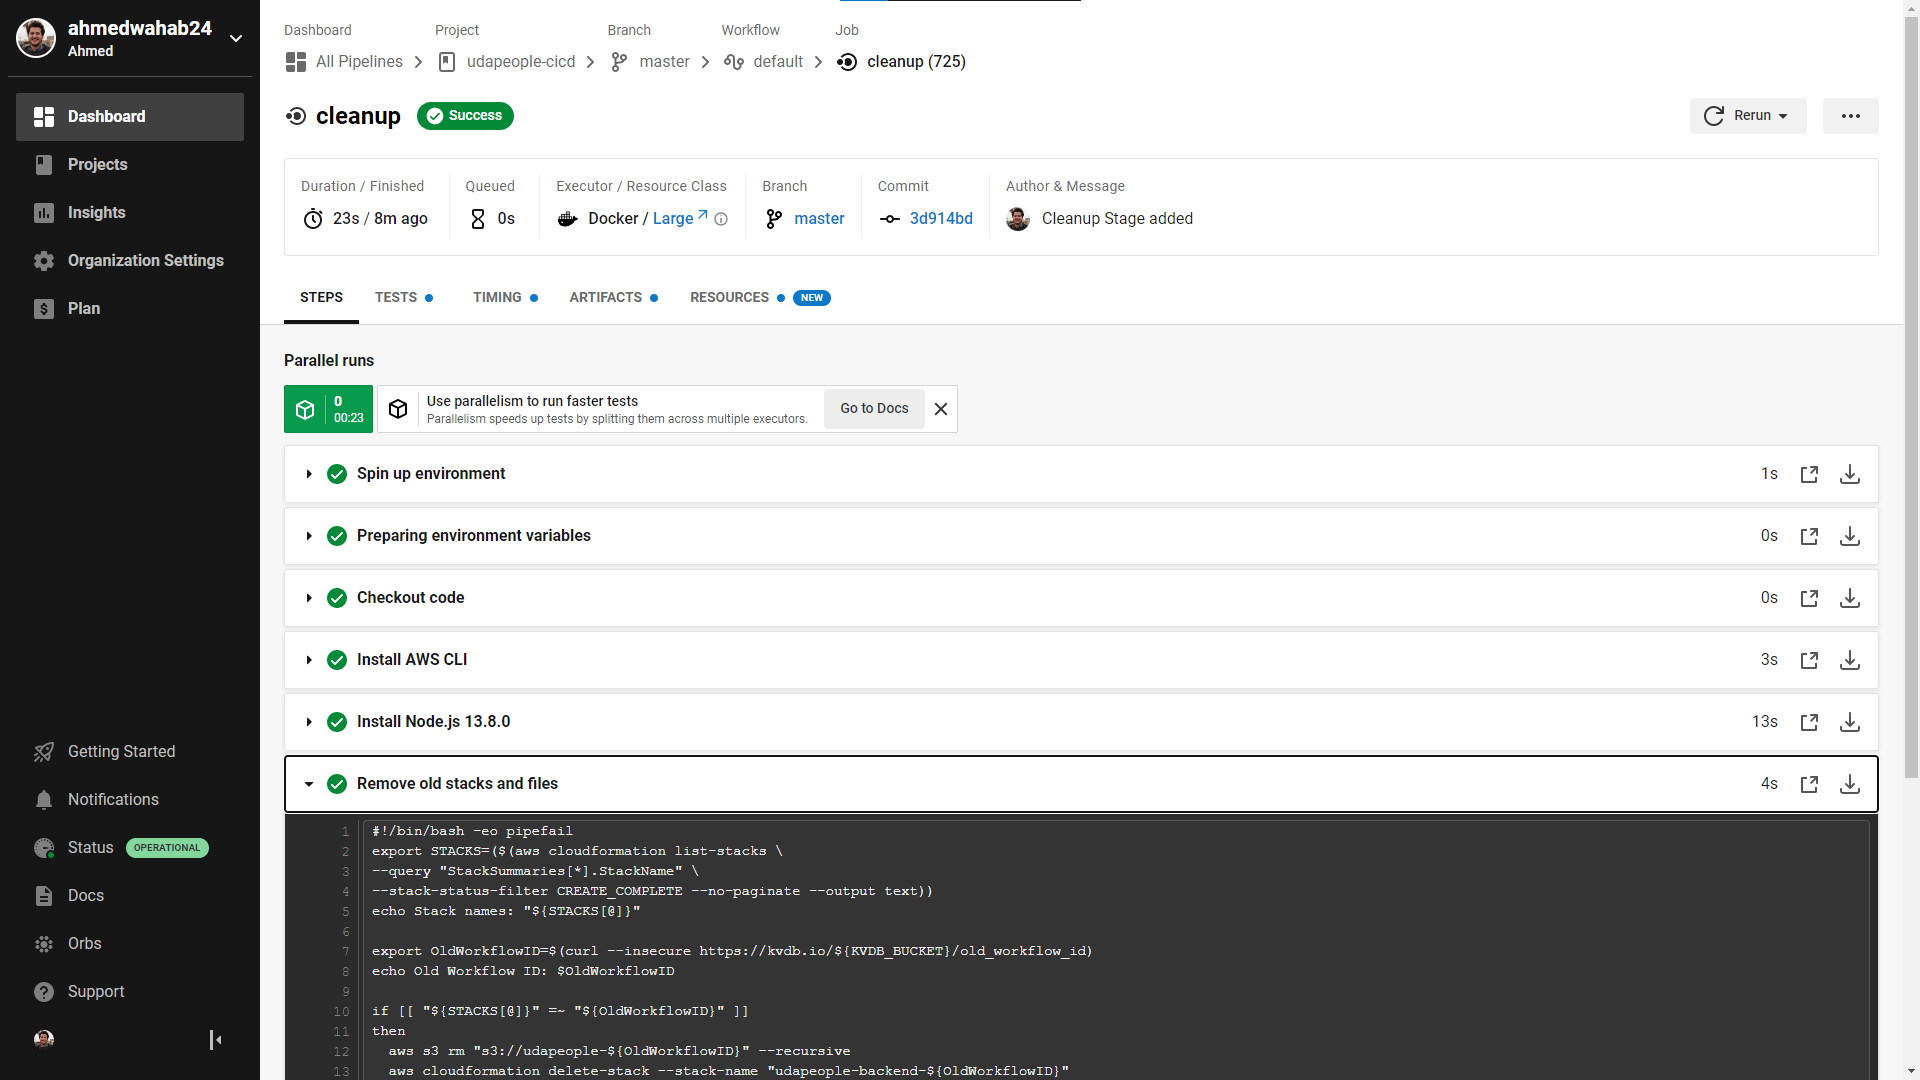 ahmedwahab24
Ahmed
Dashboard
Projects
Insights
Organization Settings
Plan
Getting Started
Notifications
Status OPERATIONAL
Docs
Orbs
Support
Dashboard Project Branch Workflow Job
All Pipelines udapeople-cicd master default cleanup (725)
cleanup Success
Rerun
Duration / Finished Queued Executor / Resource Class Branch Commit Author & Message
23s / 8m ago 0s Docker / Large master 3d914bd Cleanup Stage added
STEPS TESTS TIMING ARTIFACTS RESOURCES NEW
Parallel runs
0
00:23
Use parallelism to run faster tests
Parallelism speeds up tests by splitting them across multiple executors.
Go to Docs
Spin up environment 1s
Preparing environment variables 0s
Checkout code 0s
Install AWS CLI 3s
Install Node.js 13.8.0 13s
Remove old stacks and files 4s
1 #!/bin/bash -eo pipefail
2 export STACKS=($(aws cloudformation list-stacks \
3 --query "StackSummaries[*].StackName" \
4 --stack-status-filter CREATE_COMPLETE --no-paginate --output text))
5 echo Stack names: "${STACKS[@]}"
6
7 export OldWorkflowID=$(curl --insecure https://kvdb.io/${KVDB_BUCKET}/old_workflow_id)
8 echo Old Workflow ID: $OldWorkflowID
9
10 if [[ "${STACKS[@]}" =~ "${OldWorkflowID}" ]]
11 then
12 aws s3 rm "s3://udapeople-${OldWorkflowID}" --recursive
13 aws cloudformation delete-stack --stack-name "udapeople-backend-${OldWorkflowID}"